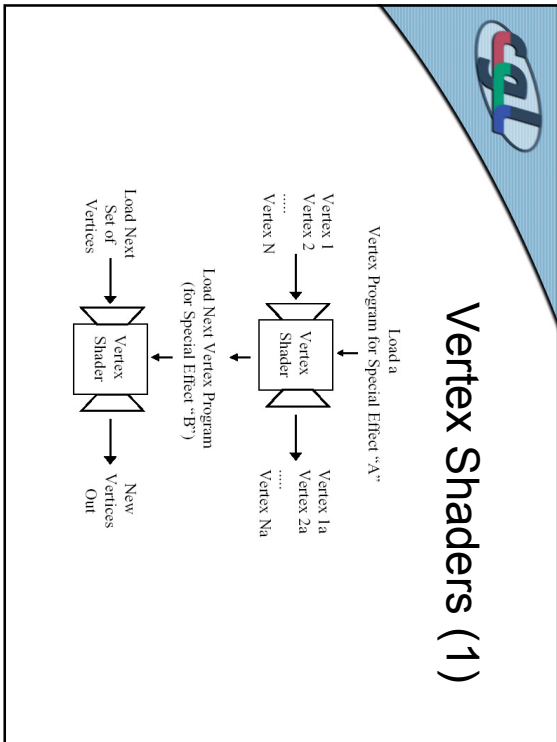 Vertex Shaders (1)
Load a
Vertex Program for Special Effect “A”
Vertex 1
Vertex 2
.....
Vertex N
Vertex
Shader
Vertex 1a
Vertex 2a
.....
Vertex Na
Load Next Vertex Program
(for Special Effect “B”)
Load Next
Set of
Vertices
Vertex
Shader
New
Vertices
Out